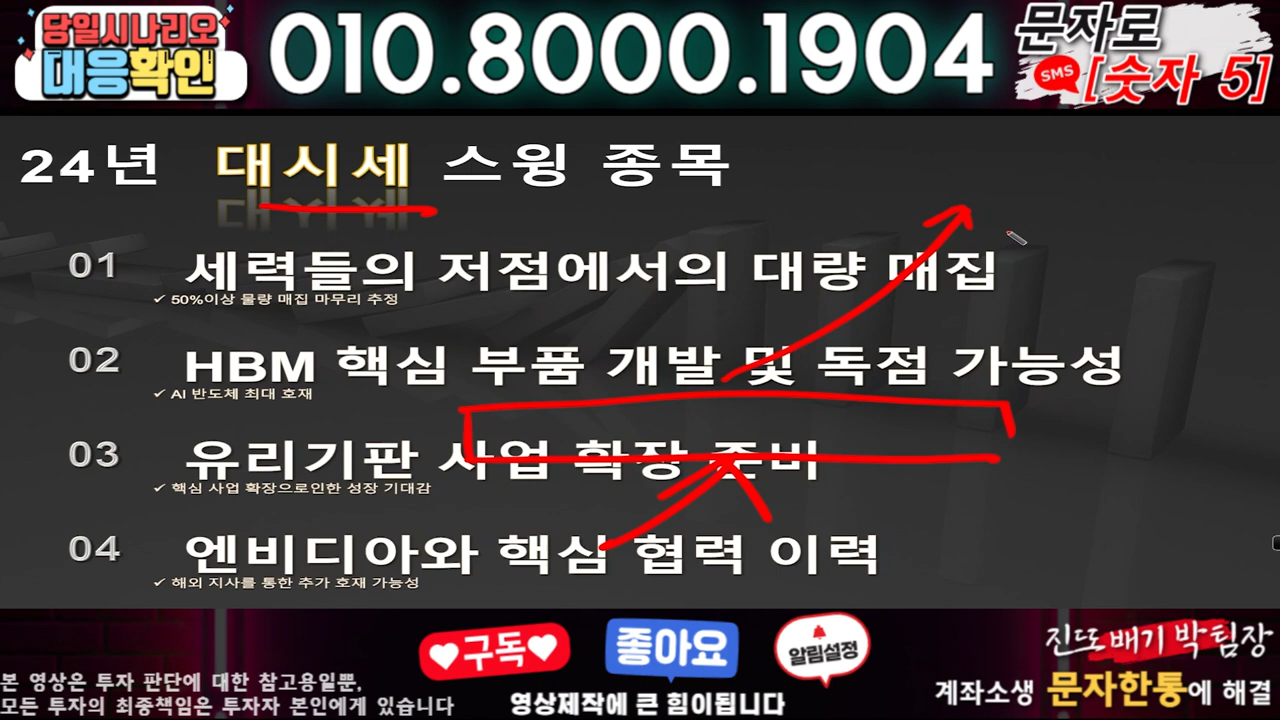 당일시나리오
대응확인
010.8000.1904
문자로
SMS [숫자 5]
24년 대시세 스윙 종목
01 세력들의 저점에서의 대량 매집
✓ 50%이상 물량 매집 마무리 추정
02 HBM 핵심 부품 개발 및 독점 가능성
✓ AI 반도체 최대 호재
03 유리기판 사업 확장 준비
✓ 핵심 사업 확장으로인한 성장 기대감
04 엔비디아와 핵심 협력 이력
✓ 해외 지사를 통한 추가 호재 가능성
구독
좋아요
알림설정
영상제작에 큰 힘이됩니다
본 영상은 투자 판단에 대한 참고용일뿐,
모든 투자의 최종책임은 투자자 본인에게 있습니다
진또배기 박팀장
계좌소생 문자한통에 해결